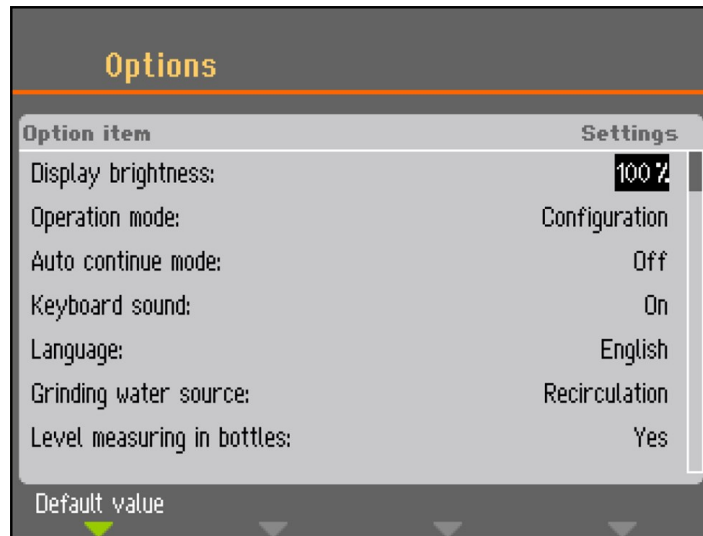 Options
Option item Settings
Display brightness: 100 %
Operation mode: Configuration
Auto continue mode: Off
Keyboard sound: On
Language: English
Grinding water source: Recirculation
Level measuring in bottles: Yes
Default value